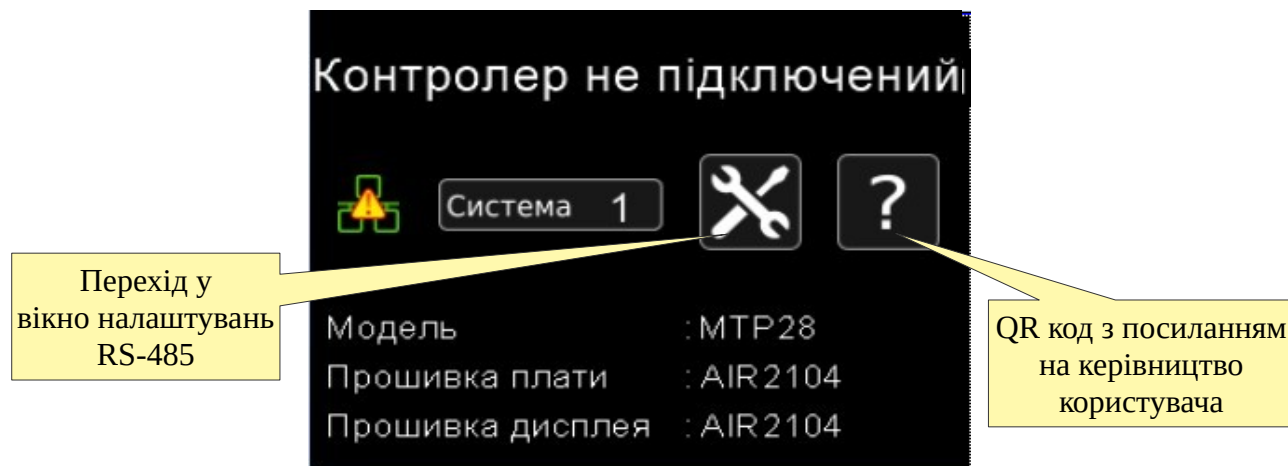 Контролер не підключений
Система 1
?
Перехід у
вікно налаштувань
RS-485
QR код з посиланням
на керівництво
користувача
Модель :MTP28
Прошивка плати :AIR2104
Прошивка дисплея :AIR2104